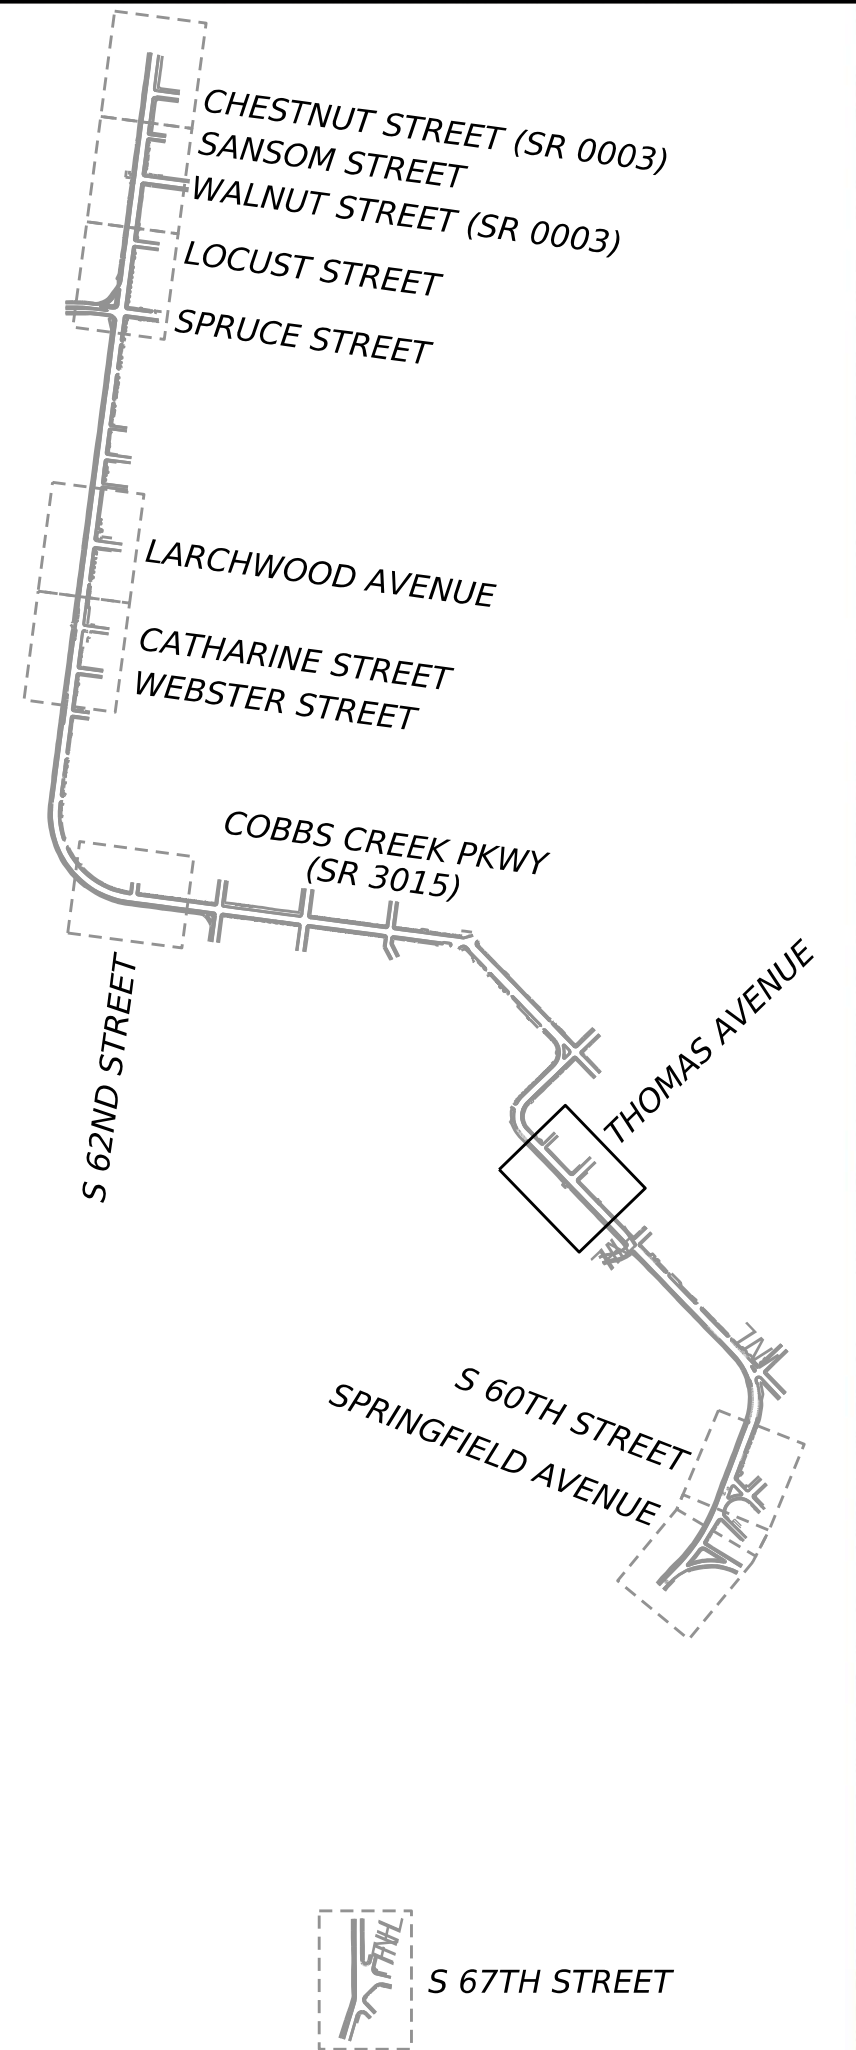 CHESTNUT STREET (SR 0003)
SANSOM STREET
WALNUT STREET (SR 0003)
LOCUST STREET
SPRUCE STREET
LARCHWOOD AVENUE
CATHARINE STREET
WEBSTER STREET
COBBS CREEK PKWY
(SR 3015)
S 62ND STREET
THOMAS AVENUE
S 60TH STREET
SPRINGFIELD AVENUE
S 67TH STREET